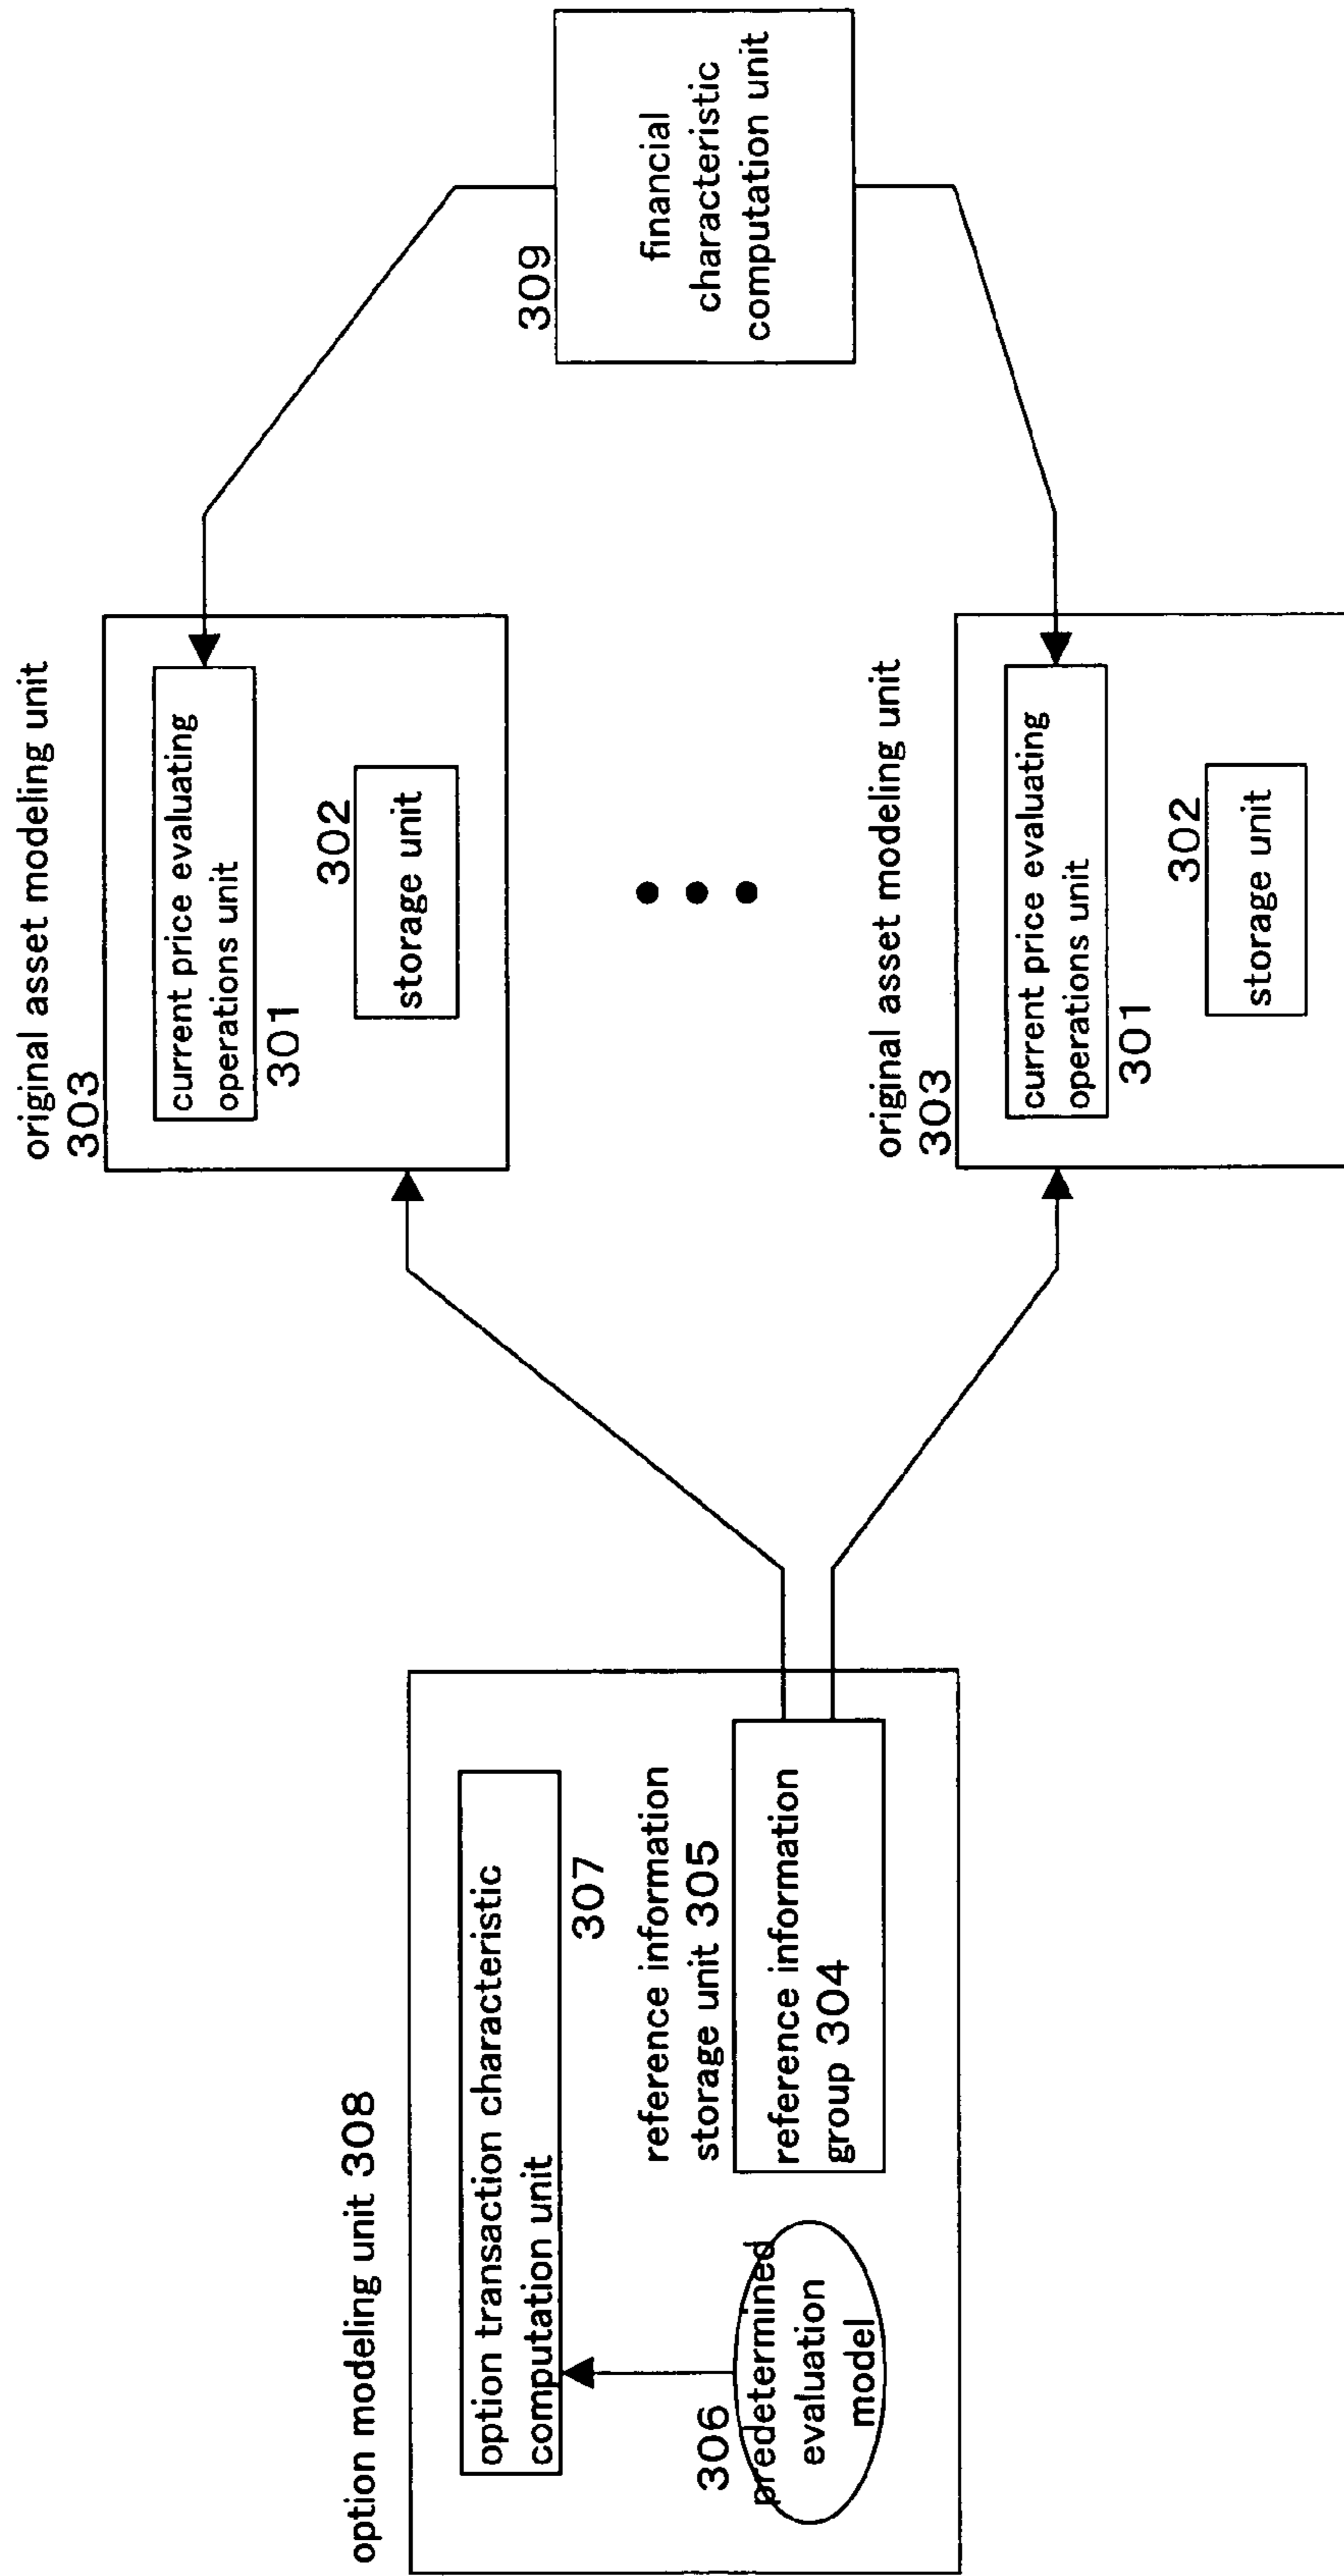 option modeling unit 308
option transaction characteristic
computation unit
307
reference information
storage unit 305
reference information
group 304
306
predetermined
evaluation
model
original asset modeling unit
303
current price evaluating
operations unit
301
302
storage unit
original asset modeling unit
303
current price evaluating
operations unit
301
302
storage unit
309
financial
characteristic
computation unit